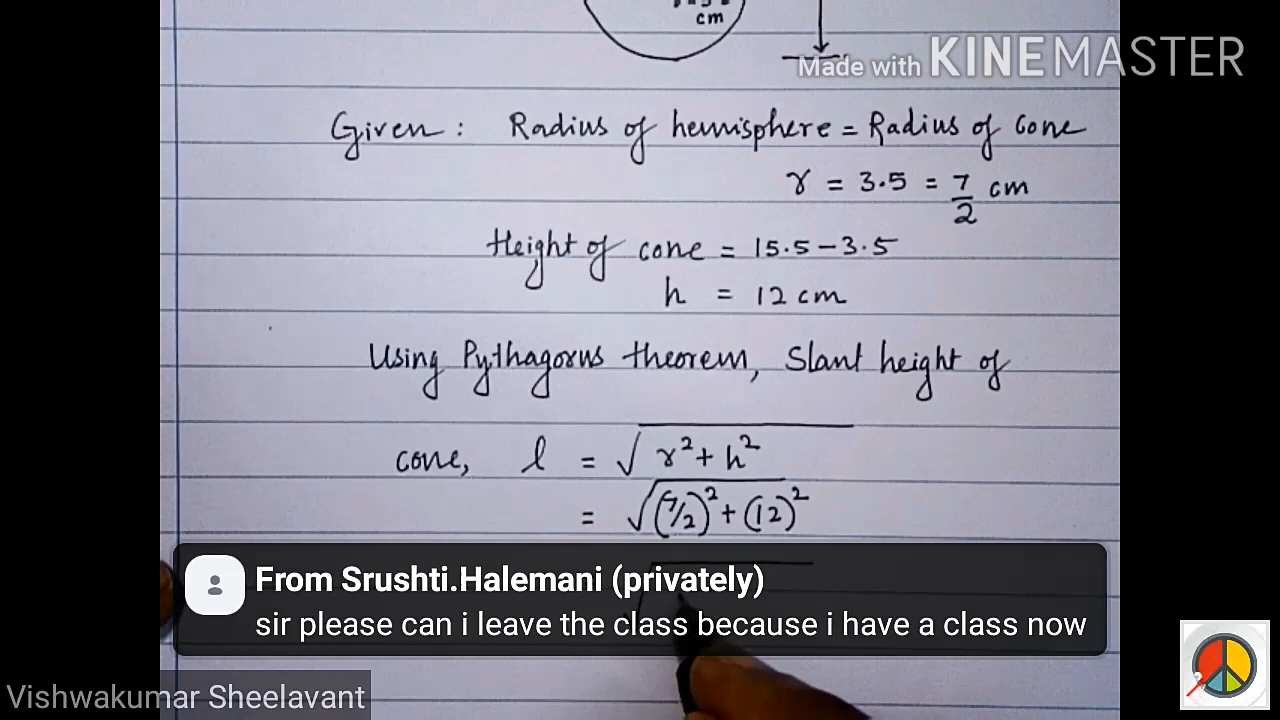 cm
Made with KINEMASTER
Given : Radius of hemisphere = Radius of cone
r = 3.5 = 7/2 cm
Height of cone = 15.5 – 3.5
h = 12 cm
Using Pythagorus theorem, Slant height of
cone, l = √r²+h²
= √(7/2)²+(12)²
From Srushti.Halemani (privately)
sir please can i leave the class because i have a class now
Vishwakumar Sheelavant